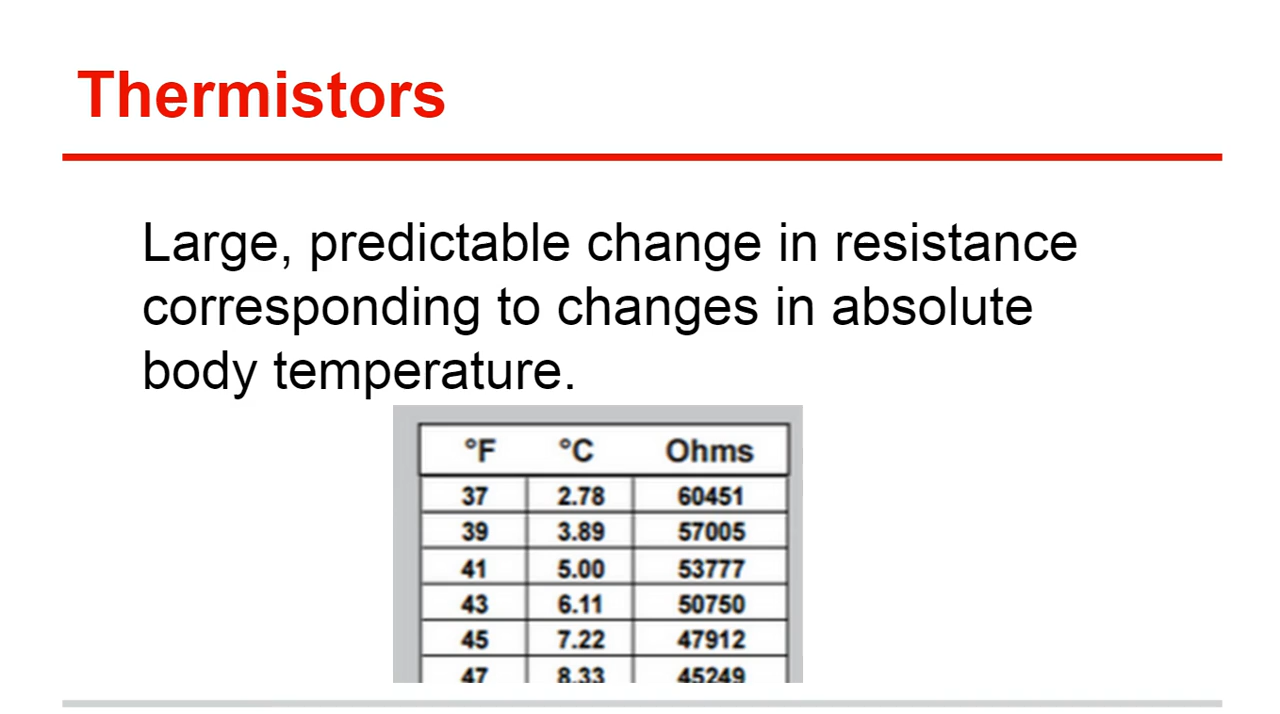 Thermistors
Large, predictable change in resistance
corresponding to changes in absolute
body temperature.
°F °C Ohms
37 2.78 60451
39 3.89 57005
41 5.00 53777
43 6.11 50750
45 7.22 47912
47 8.33 45249